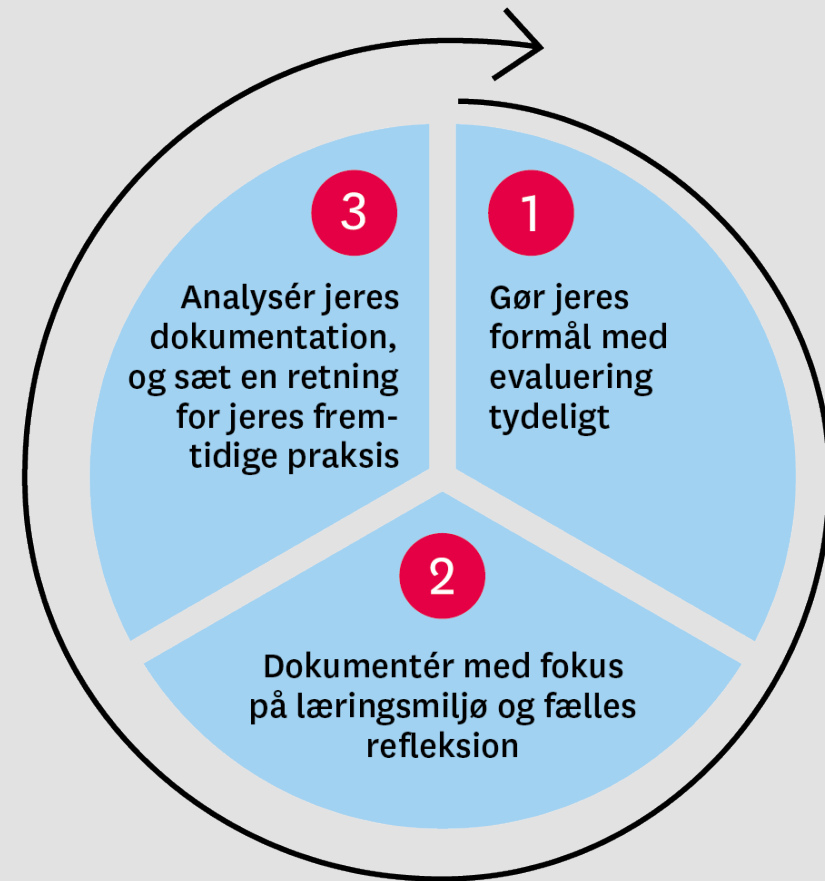 1
Gør jeres
formål med
evaluering
tydeligt
2
Dokumentér med fokus
på læringsmiljø og fælles
refleksion
3
Analysér jeres
dokumentation,
og sæt en retning
for jeres frem-
tidige praksis